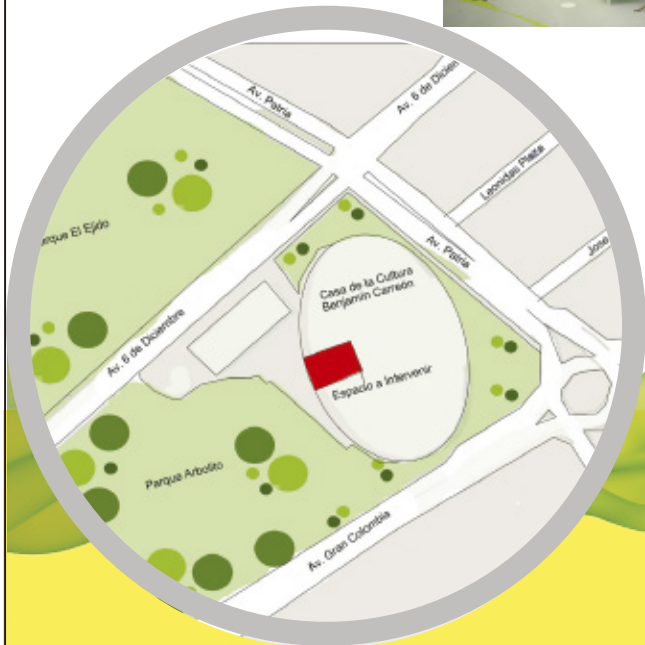 Av. Patria
Av. 6 de Dicien
Leonidas Plaza
Av. Patria
Jose
rque El Ejido
Casa de la Cultura
Benjamin Carreón
Av. 6 de Diciembre
Espacio a Intervenir
Parque Arbolito
Av. Gran Colombia